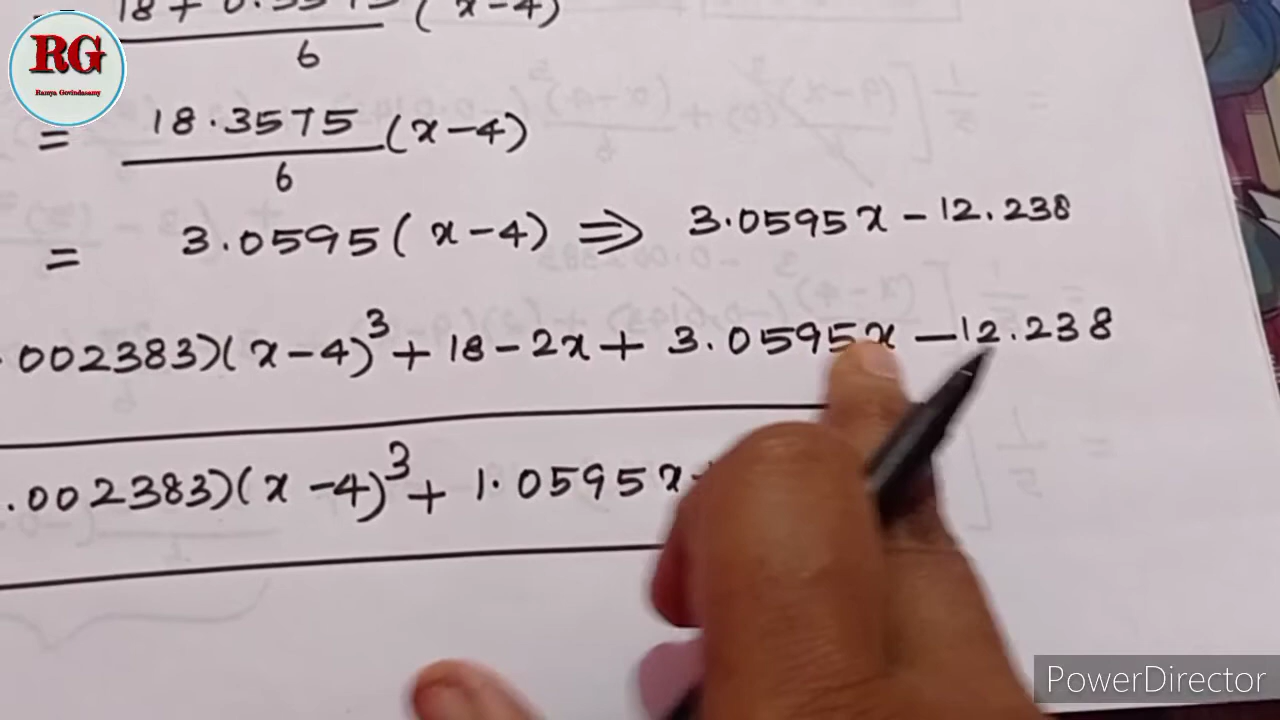 RG
Ramya Govindasamy
(x-4)
6
= 18.3575/6 (x-4)
= 3.0595(x-4) ⇒ 3.0595x - 12.238
002383)(x-4)³ + 18 - 2x + 3.0595x - 12.238
.002383)(x-4)³ + 1.0595x
PowerDirector